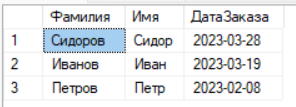 Фамилия Имя ДатаЗаказа
1 Сидоров Сидор 2023-03-28
2 Иванов Иван 2023-03-19
3 Петров Петр 2023-02-08